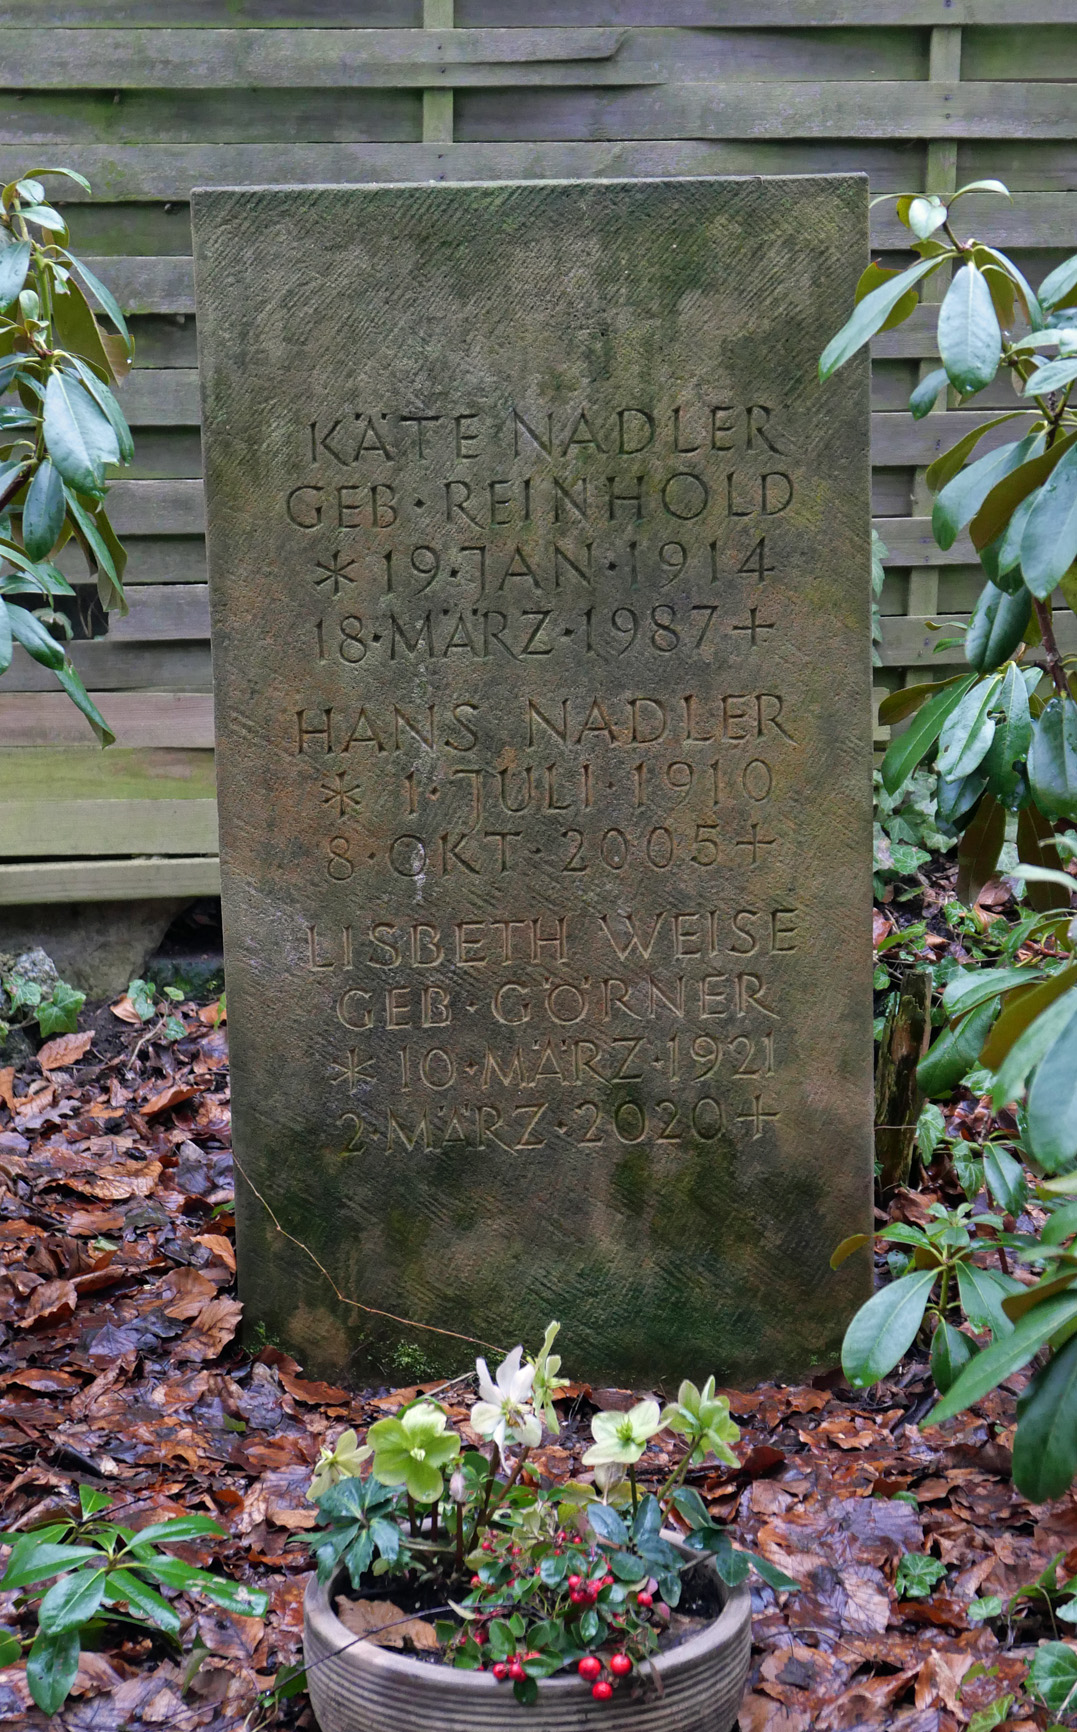 KÄTE NADLER
GEB·REINHOLD
* 19·JAN·1914
18·MÄRZ·1987 +
HANS NADLER
* 1·JULI·1910
8·OKT·2005 +
LISBETH WEISE
GEB·GÖRNER
* 10·MÄRZ·1921
2·MÄRZ·2020 +